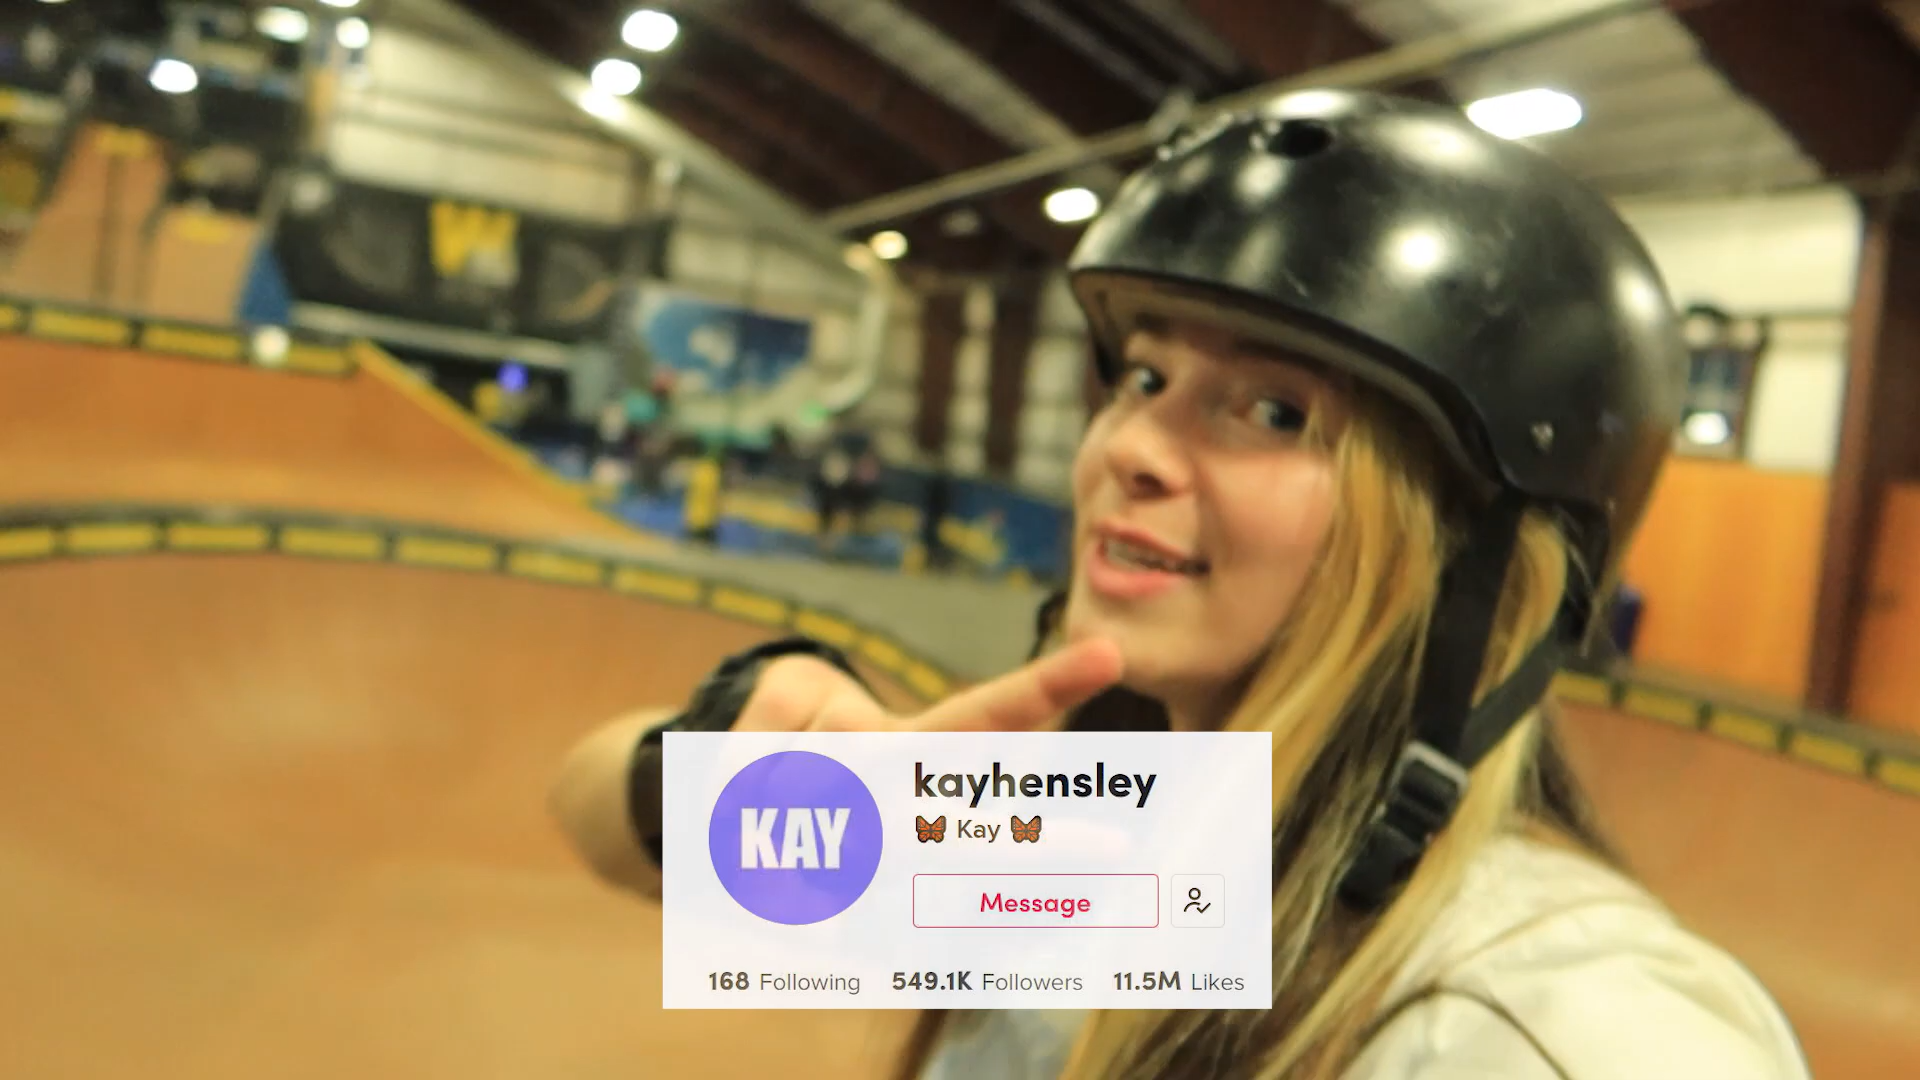 KAY
kayhensley
🦋 Kay 🦋
Message
168 Following 549.1K Followers 11.5M Likes